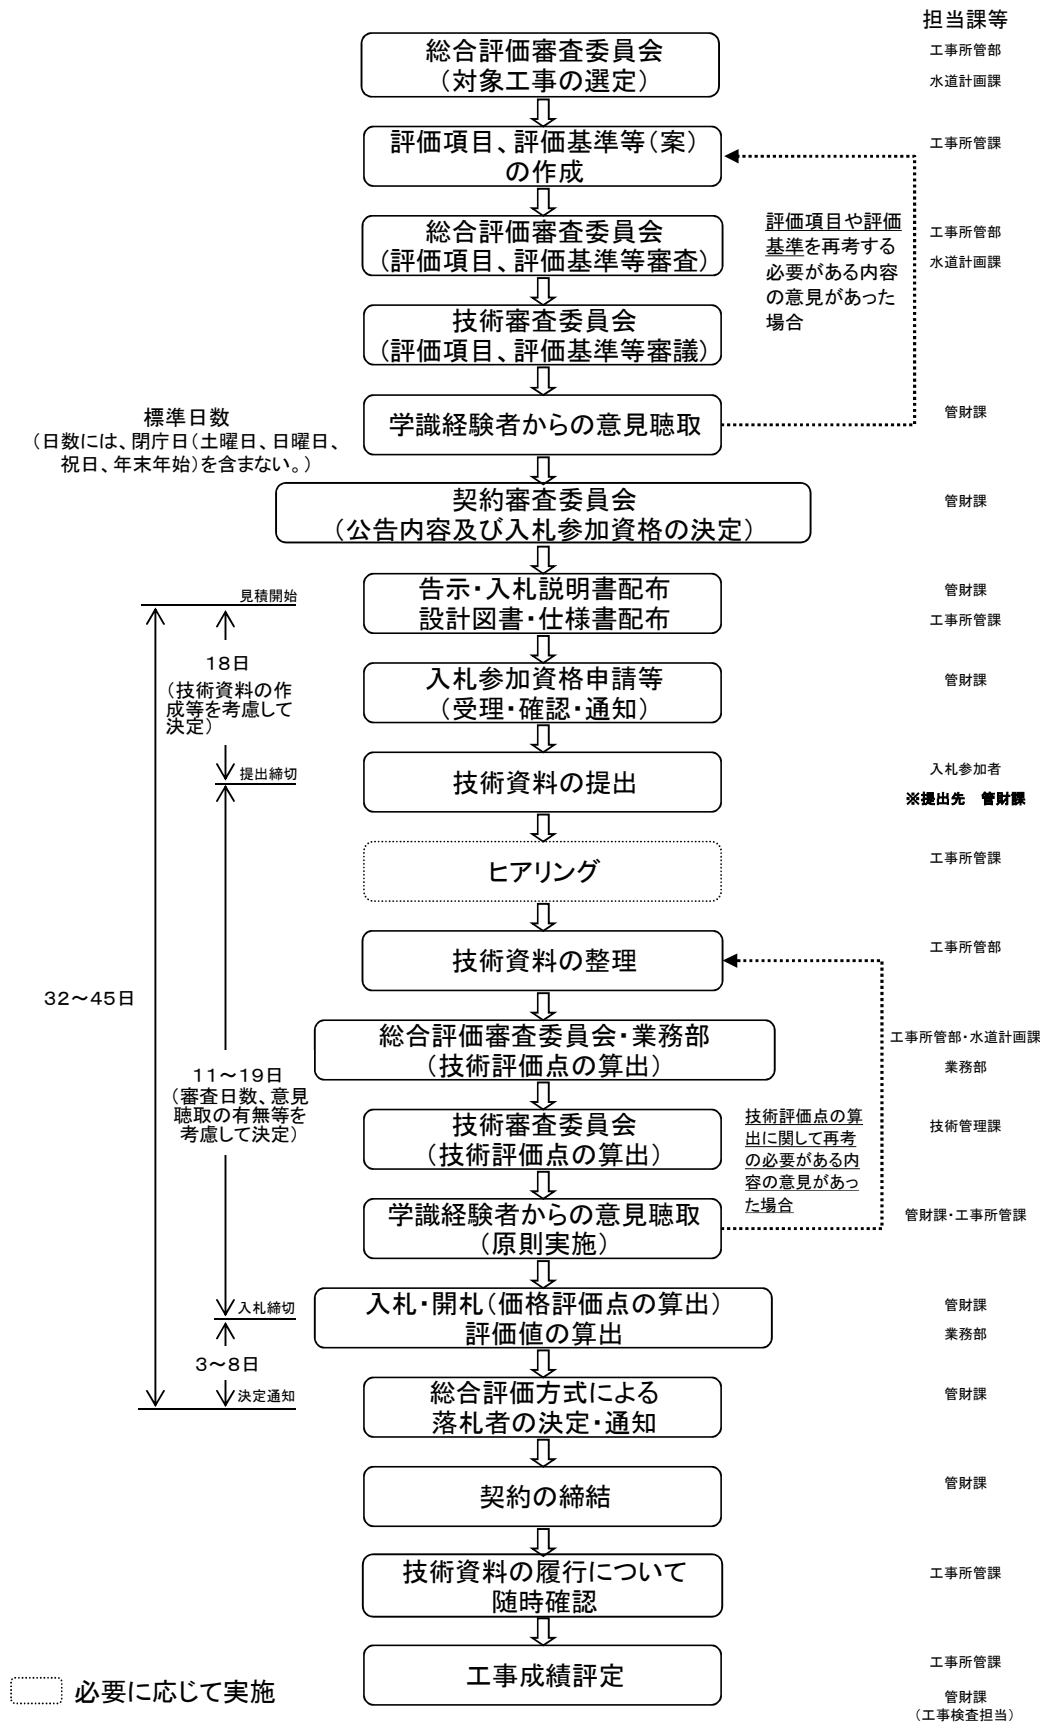 担当課等
総合評価審査委員会
(対象工事の選定)
工事所管部
水道計画課
評価項目、評価基準等(案)
の作成
工事所管課
総合評価審査委員会
(評価項目、評価基準等審査)
工事所管部
水道計画課
評価項目や評価
基準を再考する
必要がある内容
の意見があった
場合
技術審査委員会
(評価項目、評価基準等審議)
学識経験者からの意見聴取
管財課
標準日数
(日数には、閉庁日(土曜日、日曜日、
祝日、年末年始)を含まない。)
契約審査委員会
(公告内容及び入札参加資格の決定)
管財課
見積開始
告示・入札説明書配布
設計図書・仕様書配布
管財課
工事所管課
18日
(技術資料の作
成等を考慮して
決定)
入札参加資格申請等
(受理・確認・通知)
管財課
提出締切
技術資料の提出
入札参加者
※提出先 管財課
ヒアリング
工事所管課
技術資料の整理
工事所管部
32~45日
総合評価審査委員会・業務部
(技術評価点の算出)
工事所管部・水道計画課
業務部
11~19日
(審査日数、意見
聴取の有無等を
考慮して決定)
技術審査委員会
(技術評価点の算出)
技術評価点の算
出に関して再考
の必要がある内
容の意見があっ
た場合
技術管理課
学識経験者からの意見聴取
(原則実施)
管財課・工事所管課
入札締切
入札・開札(価格評価点の算出)
評価値の算出
管財課
業務部
3~8日
決定通知
総合評価方式による
落札者の決定・通知
管財課
契約の締結
管財課
技術資料の履行について
随時確認
工事所管課
工事成績評定
工事所管課
管財課
(工事検査担当)
必要に応じて実施